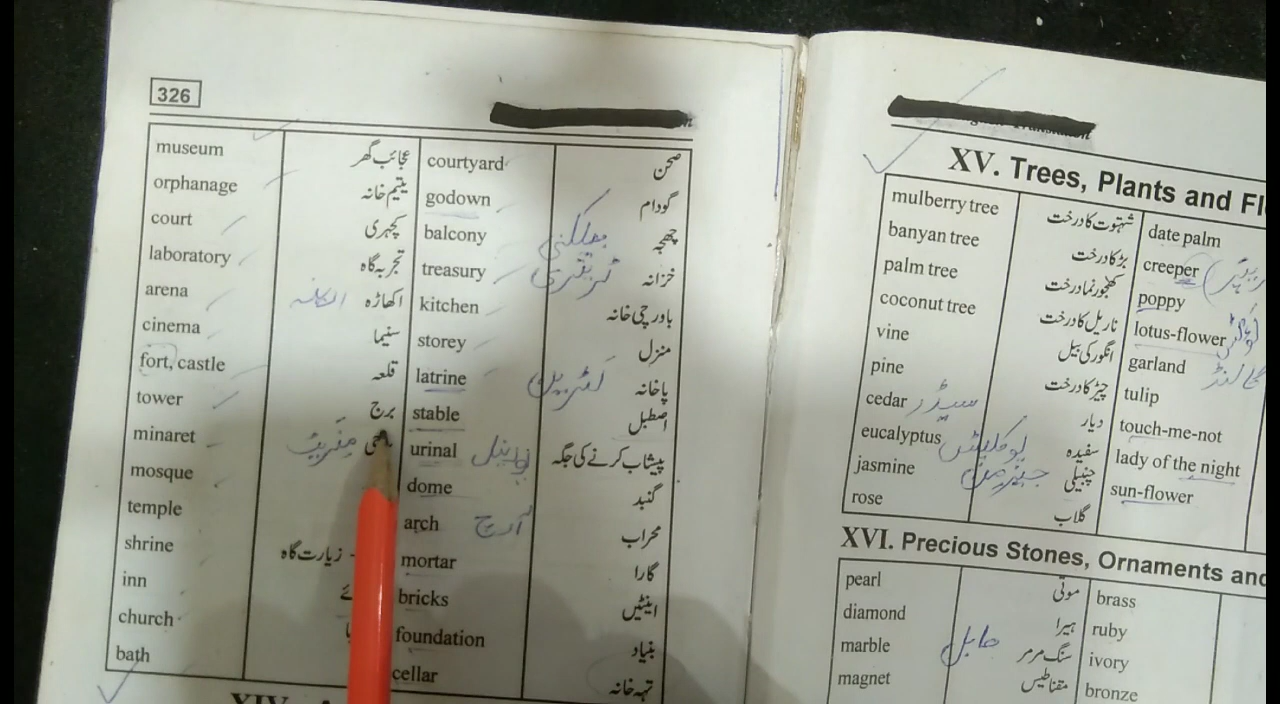 326
museum عجائب گھر courtyard صحن
orphanage یتیم خانہ godown گودام
court کچہری balcony چھجہ
laboratory تجربہ گاہ treasury خزانہ
arena اکھاڑہ kitchen باورچی خانہ
cinema سنیما storey منزل
fort, castle قلعہ latrine لَٹرین پاخانہ
tower برج stable اصطبل
minaret urinal پیشاب کرنے کی جگہ
mosque dome گنبد
temple arch آرچ محراب
shrine زیارت گاہ mortar گارا
inn bricks اینٹیں
church foundation بنیاد
bath cellar تہہ خانہ
XV. Trees, Plants and Fl
mulberry tree شہتوت کا درخت date palm
banyan tree بڑ کا درخت creeper
palm tree کھجور نما درخت poppy
coconut tree ناریل کا درخت lotus-flower
vine انگور کی بیل garland
pine چیڑ کا درخت tulip
cedar سیڈر دیار touch-me-not
eucalyptus سفیدہ lady of the night
jasmine چنبیلی sun-flower
rose گلاب
XVI. Precious Stones, Ornaments and
pearl موتی brass
diamond ہیرا ruby
marble سنگ مرمر ivory
magnet مقناطیس bronze